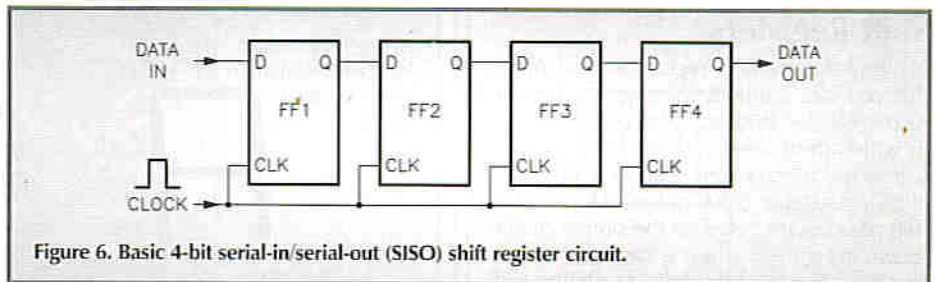 DATA
IN
D Q
FF1
CLK
D Q
FF2
CLK
D Q
FF3
CLK
D Q
FF4
CLK
DATA
OUT
CLOCK
Figure 6. Basic 4-bit serial-in/serial-out (SISO) shift register circuit.